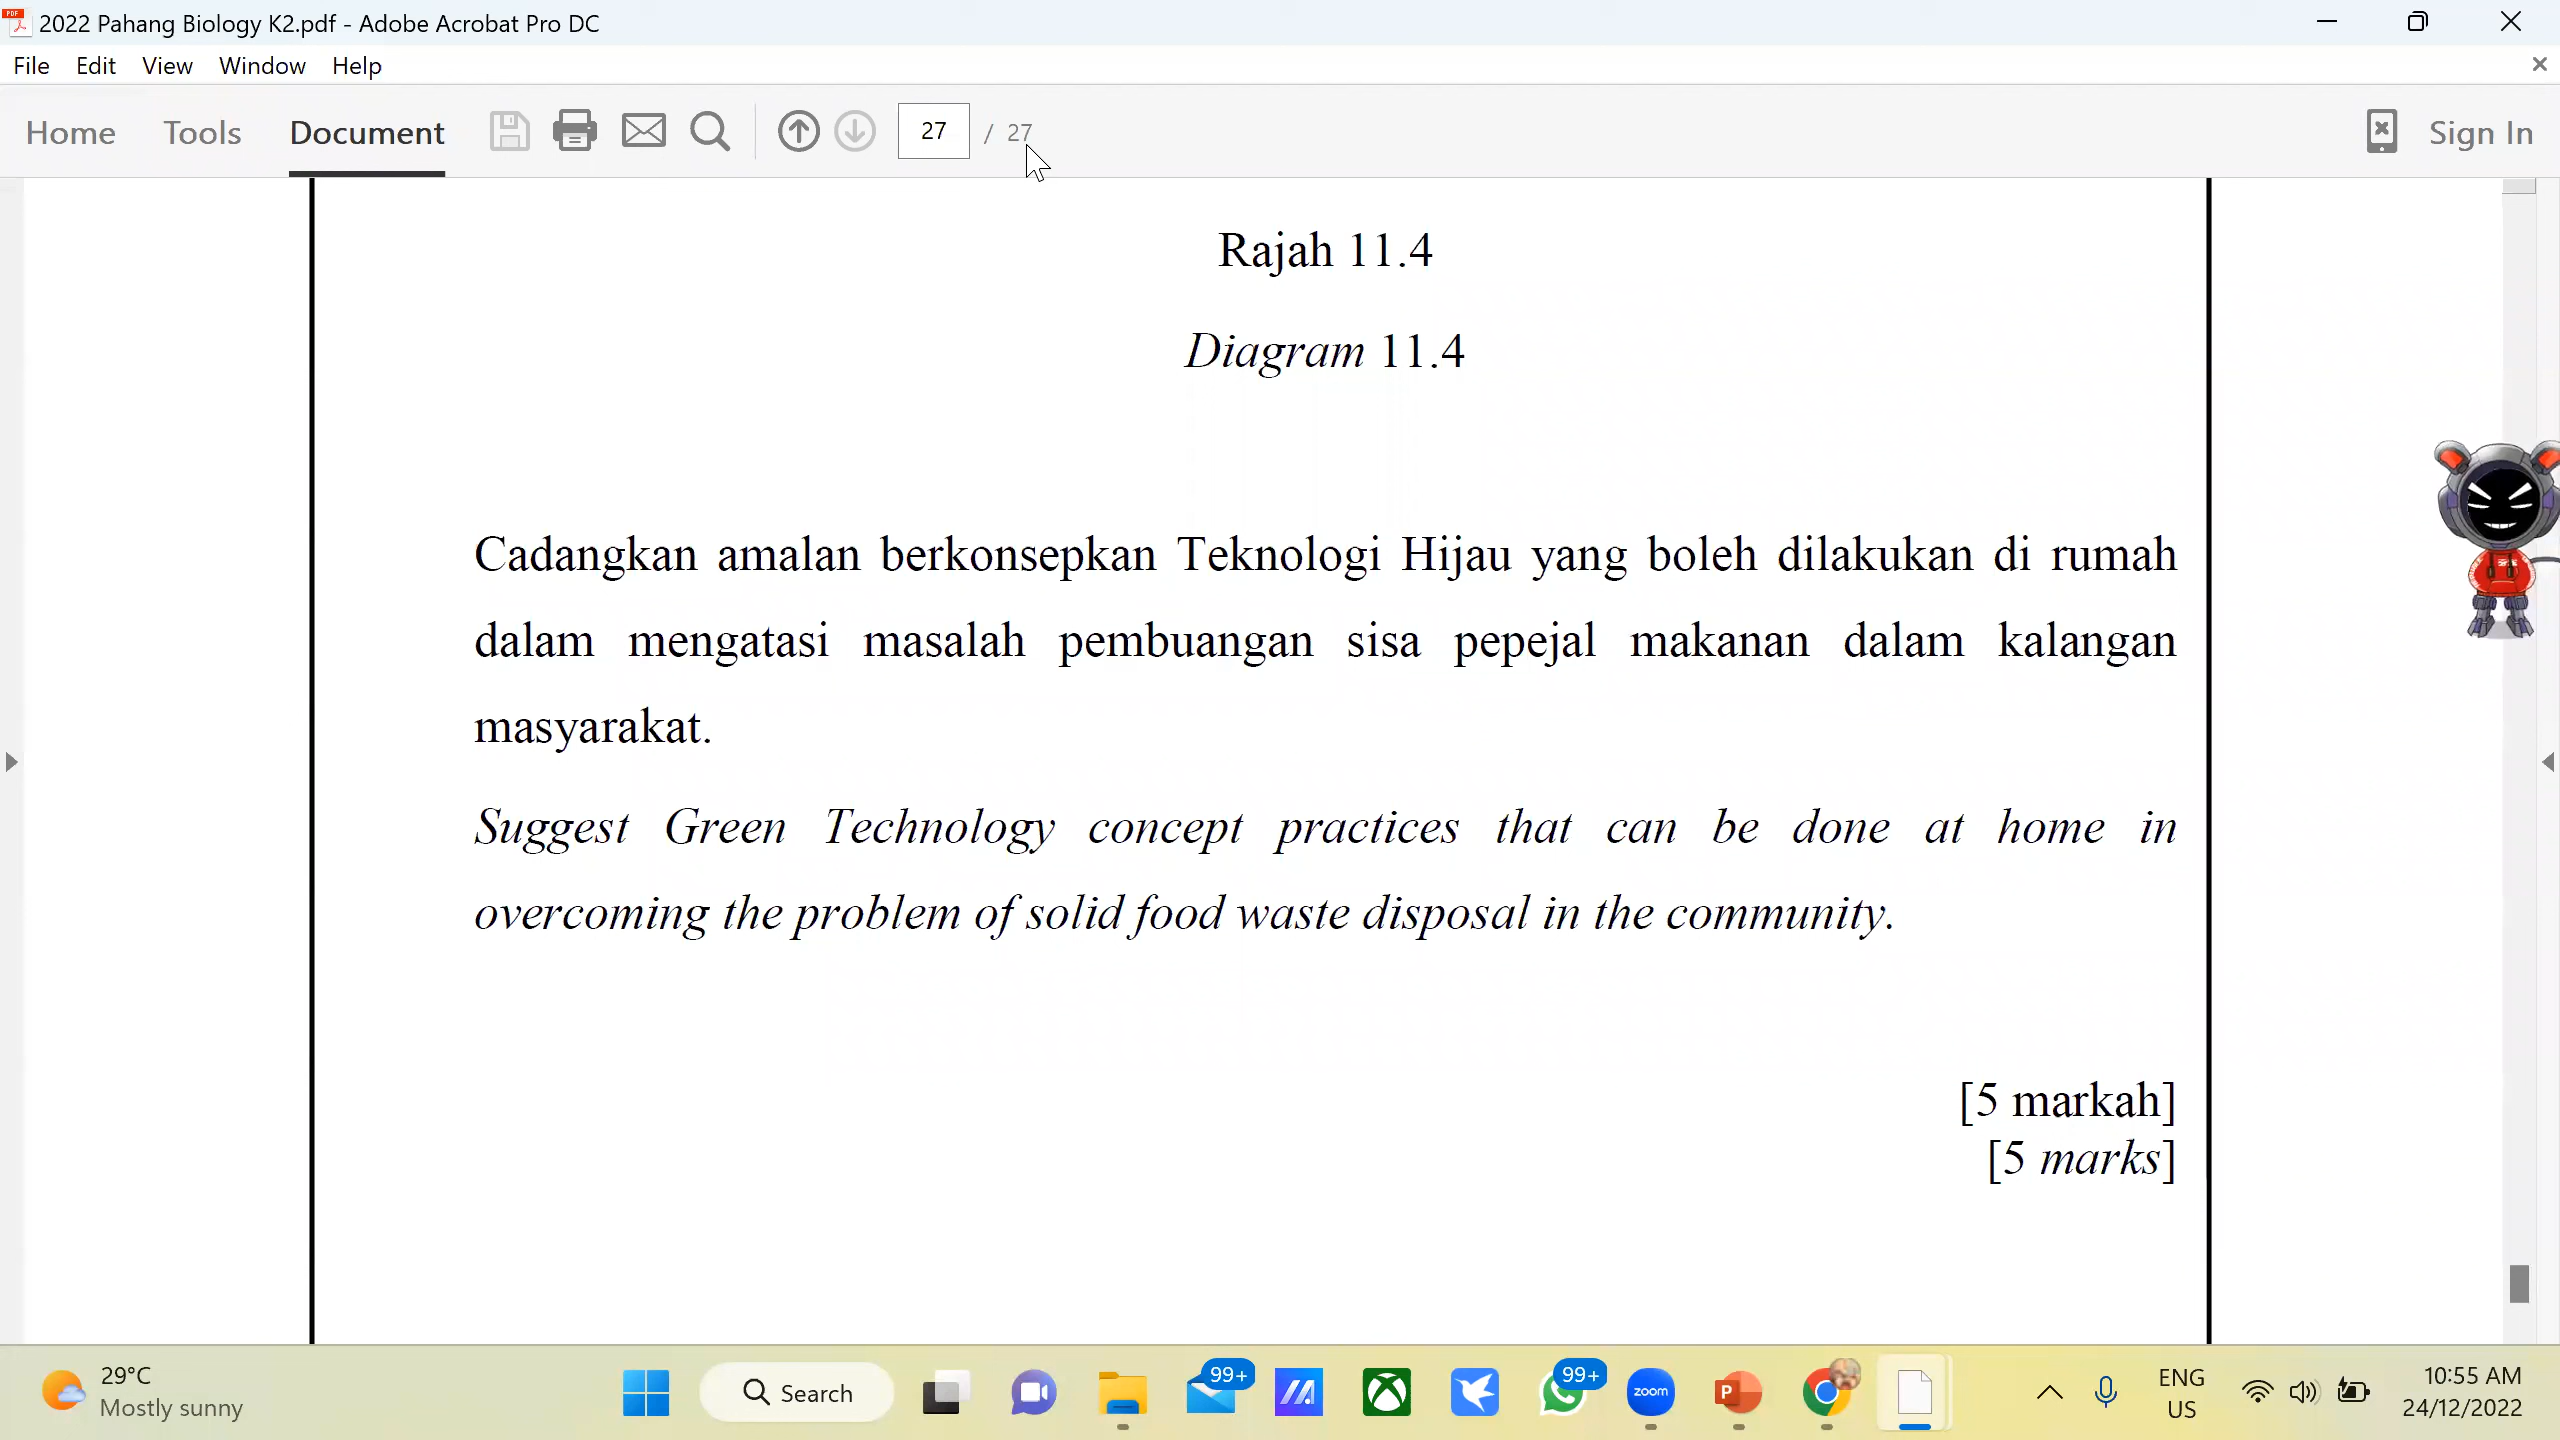 2022 Pahang Biology K2.pdf - Adobe Acrobat Pro DC
File Edit View Window Help
Home Tools Document 27 / 27 Sign In
Rajah 11.4
Diagram 11.4
Cadangkan amalan berkonsepkan Teknologi Hijau yang boleh dilakukan di rumah
dalam mengatasi masalah pembuangan sisa pepejal makanan dalam kalangan
masyarakat.
Suggest Green Technology concept practices that can be done at home in
overcoming the problem of solid food waste disposal in the community.
[5 markah]
[5 marks]
29°C
Mostly sunny
Search
99+
99+
zoom
P
ENG
US
10:55 AM
24/12/2022